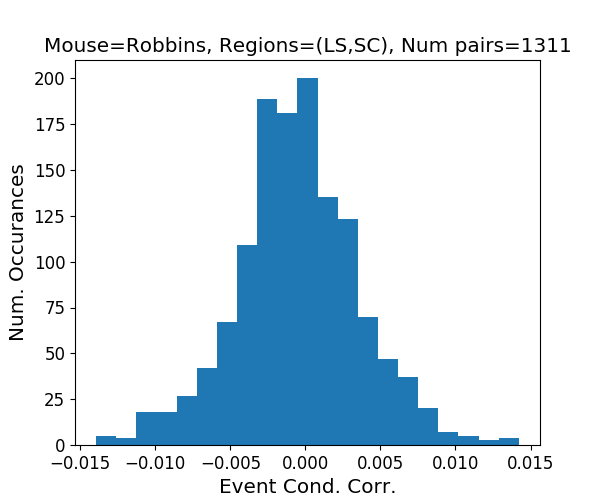 Mouse=Robbins, Regions=(LS,SC), Num pairs=1311
200
175
150
125
100
75
50
25
0
Num. Occurances
−0.015 −0.010 −0.005 0.000 0.005 0.010 0.015
Event Cond. Corr.